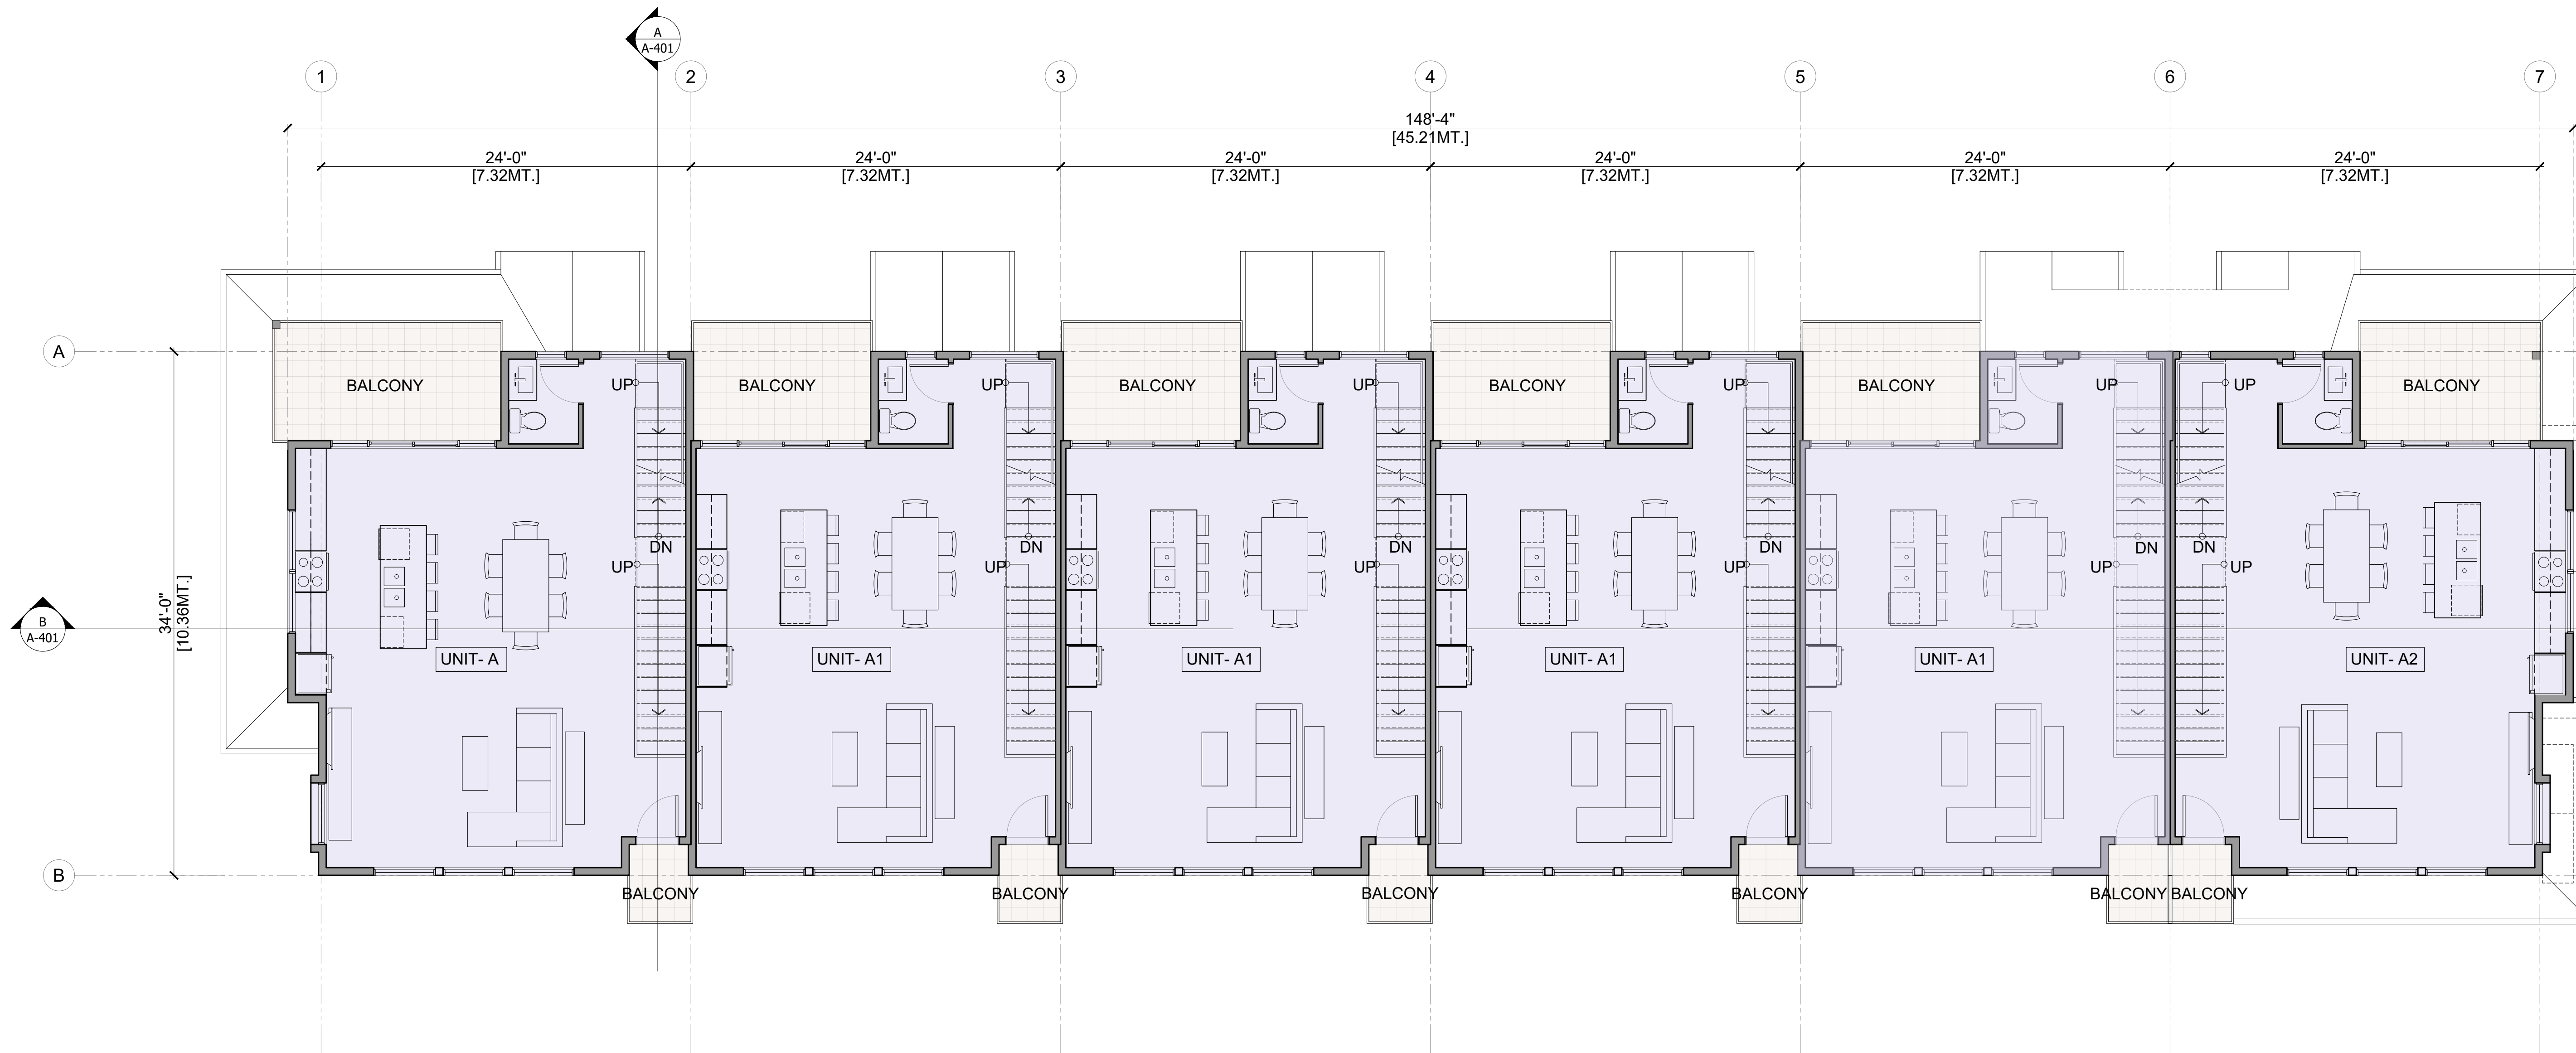 A
A-401
1 2 3 4 5 6 7
148'-4"
[45.21MT.]
24'-0" 24'-0" 24'-0" 24'-0" 24'-0" 24'-0"
[7.32MT.] [7.32MT.] [7.32MT.] [7.32MT.] [7.32MT.] [7.32MT.]
A
BALCONY UP BALCONY UP BALCONY UP BALCONY UP BALCONY UP UP BALCONY
DN DN DN DN DN DN
UP UP UP UP UP UP
34'-0"
[10.36MT.]
B
A-401
UNIT- A UNIT- A1 UNIT- A1 UNIT- A1 UNIT- A1 UNIT- A2
B
BALCONY BALCONY BALCONY BALCONY BALCONY BALCONY